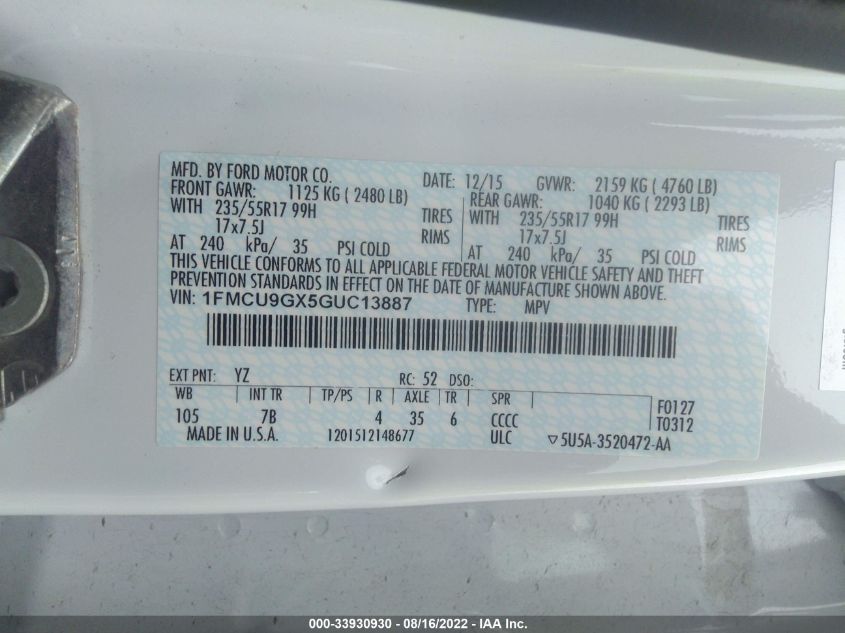 MFD. BY FORD MOTOR CO.
DATE: 12/15 GVWR: 2159 KG ( 4760 LB)
FRONT GAWR: 1125 KG ( 2480 LB)
REAR GAWR: 1040 KG ( 2293 LB)
WITH 235/55R17 99H TIRES
WITH 235/55R17 99H TIRES
17x7.5J RIMS
17x7.5J RIMS
AT 240 kPa/ 35 PSI COLD
AT 240 kPa/ 35 PSI COLD
THIS VEHICLE CONFORMS TO ALL APPLICABLE FEDERAL MOTOR VEHICLE SAFETY AND THEFT
PREVENTION STANDARDS IN EFFECT ON THE DATE OF MANUFACTURE SHOWN ABOVE.
VIN: 1FMCU9GX5GUC13887 TYPE: MPV
EXT PNT: YZ RC: 52 DSO:
WB INT TR TP/PS R AXLE TR SPR F0127
105 7B 4 35 6 CCCC T0312
MADE IN U.S.A. 1201512148677 ULC ▽5U5A-3520472-AA
000-33930930 - 08/16/2022 - IAA Inc.